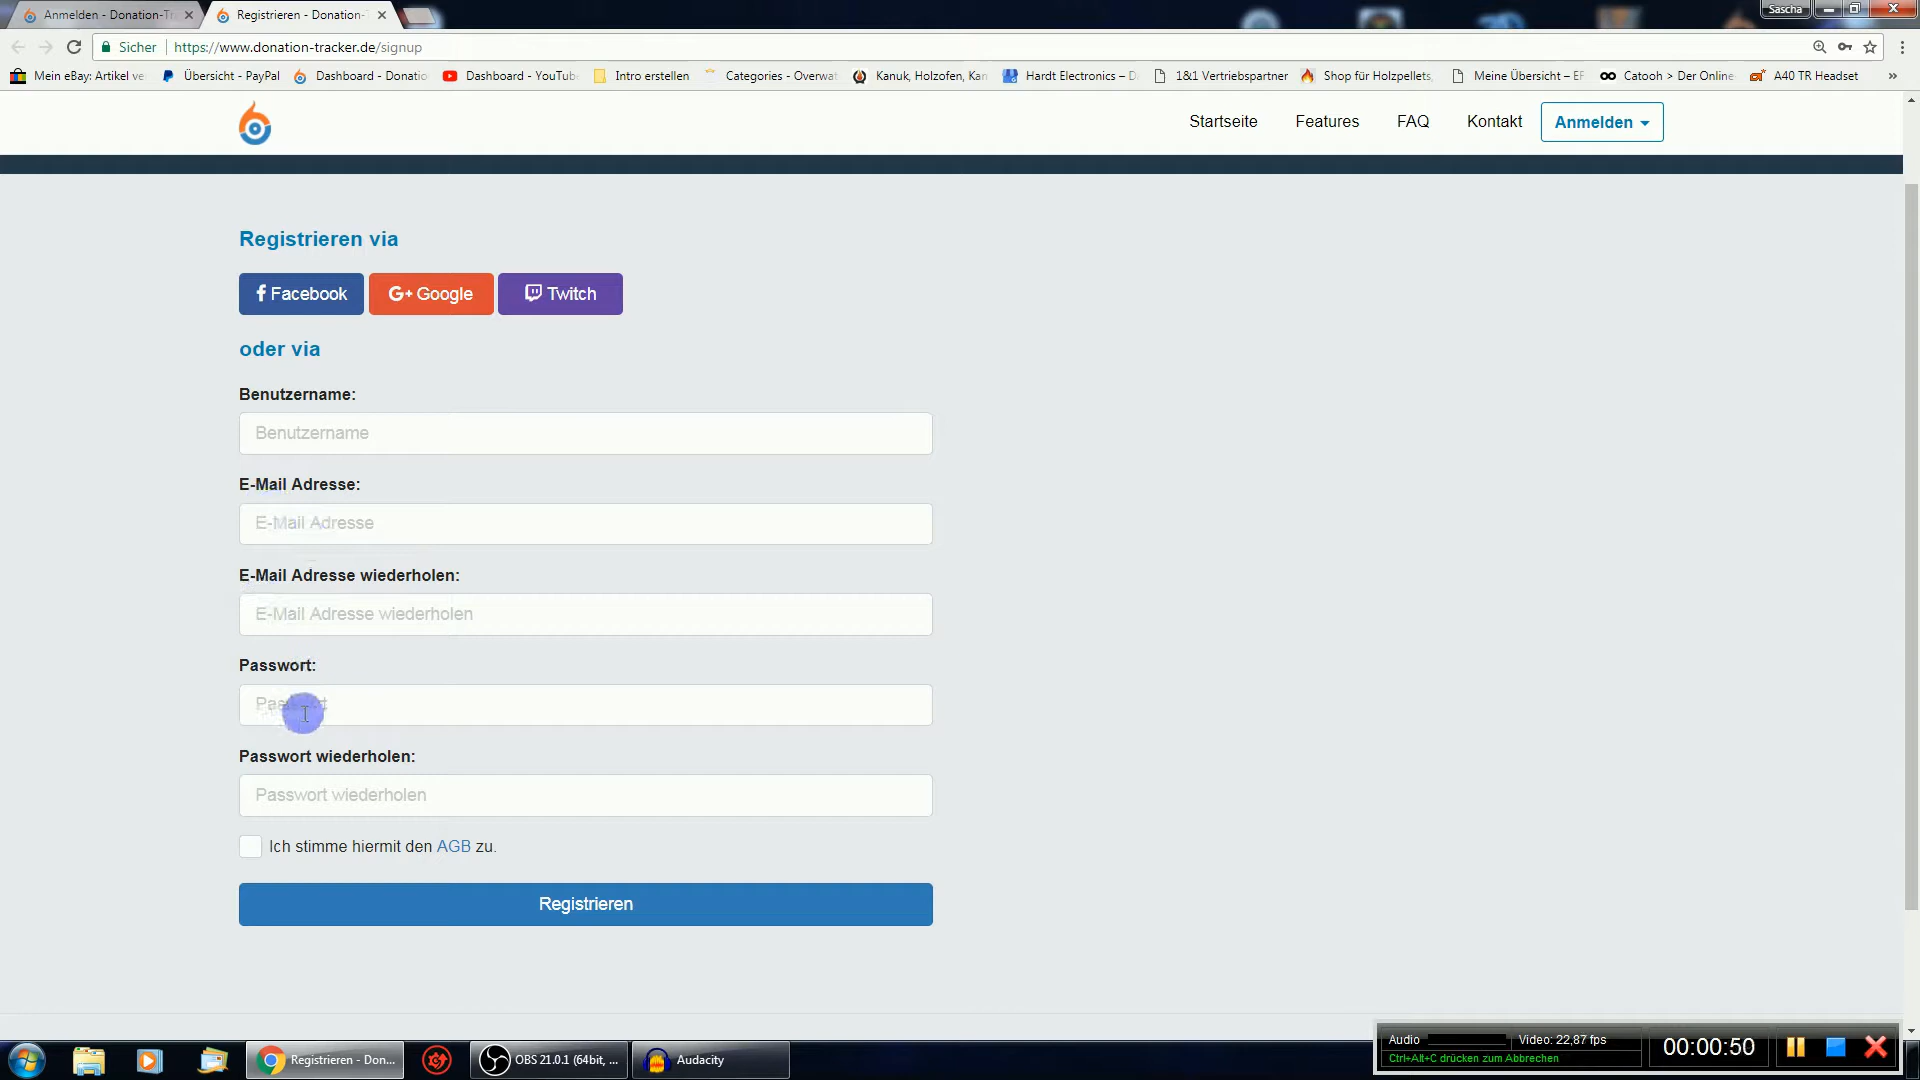 Anmelden - Donation-Tr
Registrieren - Donation-T
Sascha
Sicher
https://www.donation-tracker.de/signup
Mein eBay: Artikel ve
Übersicht - PayPal
Dashboard - Donatio
Dashboard - YouTube
Intro erstellen
Categories - Overwat
Kanuk, Holzofen, Kan
Hardt Electronics – D
1&1 Vertriebspartner
Shop für Holzpellets,
Meine Übersicht – EP
Catooh > Der Online
A40 TR Headset
»
Startseite
Features
FAQ
Kontakt
Anmelden
Registrieren via
Facebook
G+ Google
Twitch
oder via
Benutzername:
Benutzername
E-Mail Adresse:
E-Mail Adresse
E-Mail Adresse wiederholen:
E-Mail Adresse wiederholen
Passwort:
Passwort
Passwort wiederholen:
Passwort wiederholen
Ich stimme hiermit den AGB zu.
Registrieren
Registrieren - Don...
OBS 21.0.1 (64bit, ...
Audacity
Audio
Video: 22,87 fps
Ctrl+Alt+C drücken zum Abbrechen
00:00:50